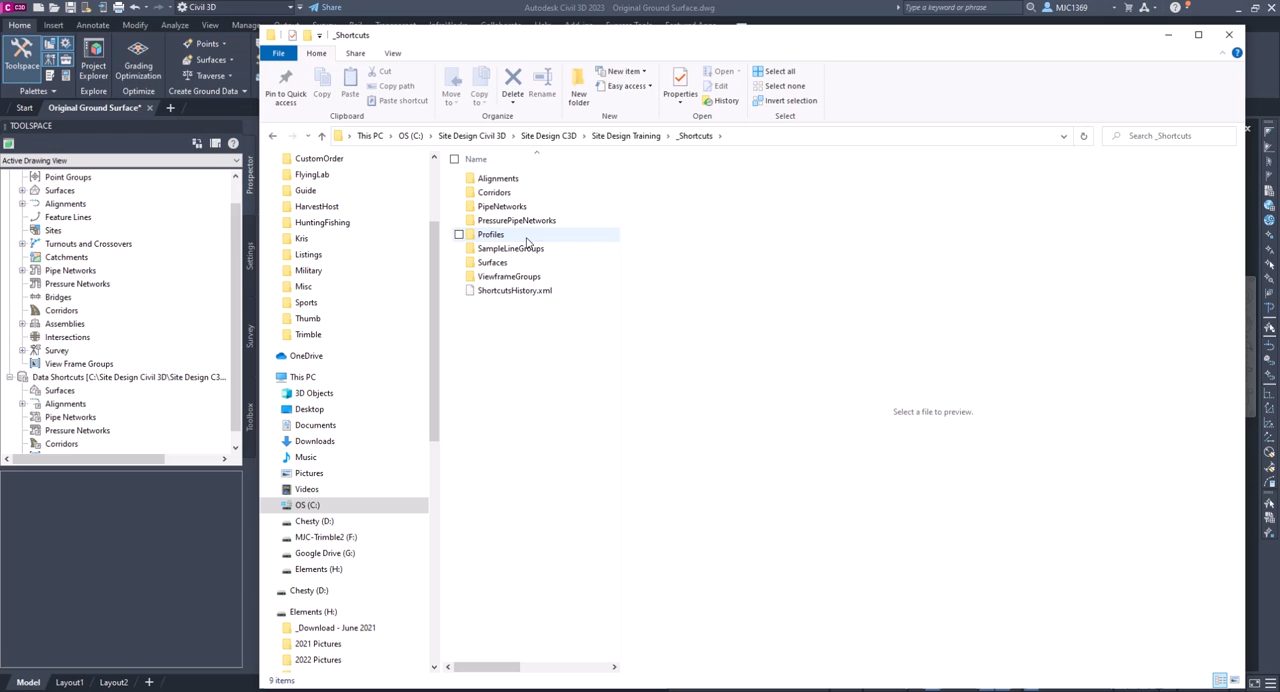 C3D
Civil 3D
Share
Autodesk Civil 3D 2023 Original Ground Surface.dwg
Type a keyword or phrase
MJC1369
Home Insert Annotate Modify Analyze View
_Shortcuts
File Home Share View
Toolspace
Palettes
Project
Explorer
Explore
Grading
Optimization
Optimize
Points
Surfaces
Traverse
Create Ground Data
Pin to Quick
access
Copy
Paste
Cut
Copy path
Paste shortcut
Clipboard
Move
to
Copy
to
Delete
Rename
Organize
New
folder
New item
Easy access
New
Properties
Open
Edit
History
Open
Select all
Select none
Invert selection
Select
Start Original Ground Surface*
This PC > OS (C:) > Site Design Civil 3D > Site Design C3D > Site Design Training > _Shortcuts >
Search _Shortcuts
TOOLSPACE
Active Drawing View
Point Groups
Surfaces
Alignments
Feature Lines
Sites
Turnouts and Crossovers
Catchments
Pipe Networks
Pressure Networks
Bridges
Corridors
Assemblies
Intersections
Survey
View Frame Groups
Data Shortcuts [C:\Site Design Civil 3D\Site Design C3...
Surfaces
Alignments
Pipe Networks
Pressure Networks
Corridors
Prospector
Settings
Survey
Toolbox
CustomOrder
FlyingLab
Guide
HarvestHost
HuntingFishing
Kris
Listings
Military
Misc
Sports
Thumb
Trimble
OneDrive
This PC
3D Objects
Desktop
Documents
Downloads
Music
Pictures
Videos
OS (C:)
Chesty (D:)
MJC-Trimble2 (F:)
Google Drive (G:)
Elements (H:)
Chesty (D:)
Elements (H:)
_Download - June 2021
2021 Pictures
2022 Pictures
Name
Alignments
Corridors
PipeNetworks
PressurePipeNetworks
Profiles
SampleLineGroups
Surfaces
ViewframeGroups
ShortcutsHistory.xml
Select a file to preview.
9 items
Model Layout1 Layout2 +